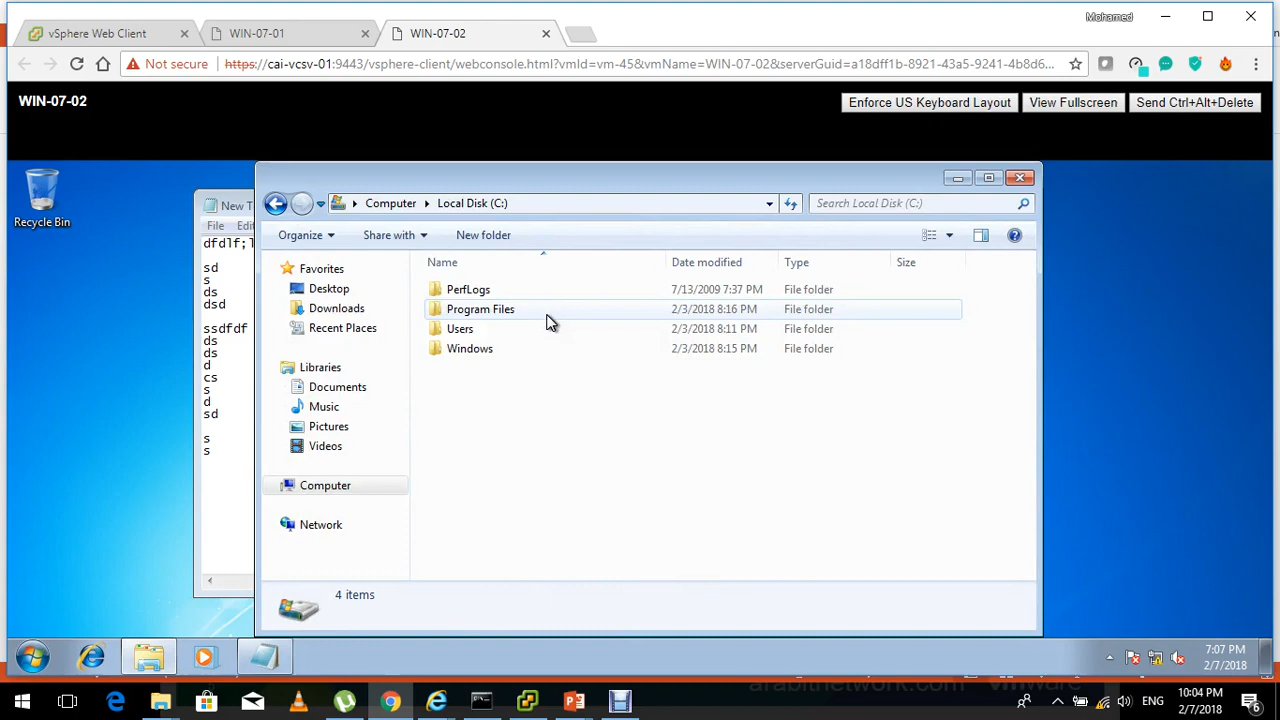 Mohamed
vSphere Web Client
WIN-07-01
WIN-07-02
Not secure
https://cai-vcsv-01:9443/vsphere-client/webconsole.html?vmId=vm-45&vmName=WIN-07-02&serverGuid=a18dff1b-8921-43a5-9241-4b8d6...
WIN-07-02
Enforce US Keyboard Layout
View Fullscreen
Send Ctrl+Alt+Delete
Recycle Bin
New T
File Edi
dfdlf;l
sd
s
ds
dsd
ssdfdf
ds
ds
d
cs
s
d
sd
s
s
Computer
Local Disk (C:)
Search Local Disk (C:)
Organize
Share with
New folder
Name
Date modified
Type
Size
Favorites
Desktop
Downloads
Recent Places
Libraries
Documents
Music
Pictures
Videos
Computer
Network
PerfLogs 7/13/2009 7:37 PM File folder
Program Files 2/3/2018 8:16 PM File folder
Users 2/3/2018 8:11 PM File folder
Windows 2/3/2018 8:15 PM File folder
4 items
7:07 PM
2/7/2018
arabitnetwork.com
vmware
ENG
10:04 PM
2/7/2018
6